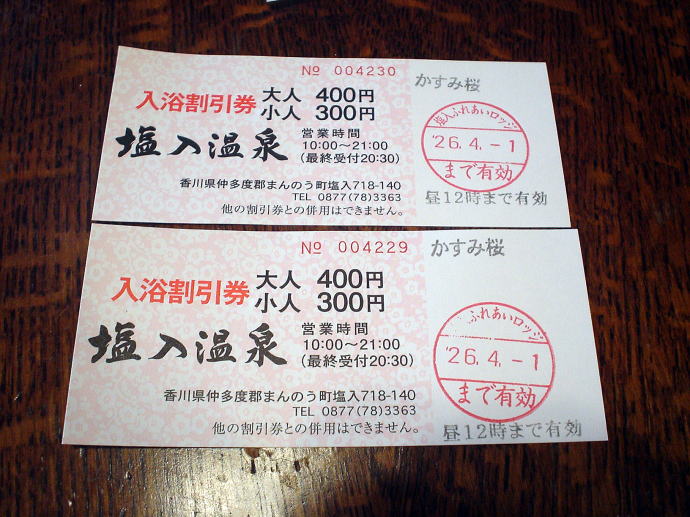 № 004230
かすみ桜
入浴割引券 大人 400円
小人 300円
塩入温泉
営業時間
10:00～21:00
(最終受付20:30)
香川県仲多度郡まんのう町塩入718-140
TEL 0877(78)3363
他の割引券との併用はできません。
塩入ふれあいロッジ
'26.4.-1
まで有効
昼12時まで有効
№ 004229
かすみ桜
入浴割引券 大人 400円
小人 300円
塩入温泉
営業時間
10:00～21:00
(最終受付20:30)
香川県仲多度郡まんのう町塩入718-140
TEL 0877(78)3363
他の割引券との併用はできません。
ふれあいロッジ
'26.4.-1
まで有効
昼12時まで有効